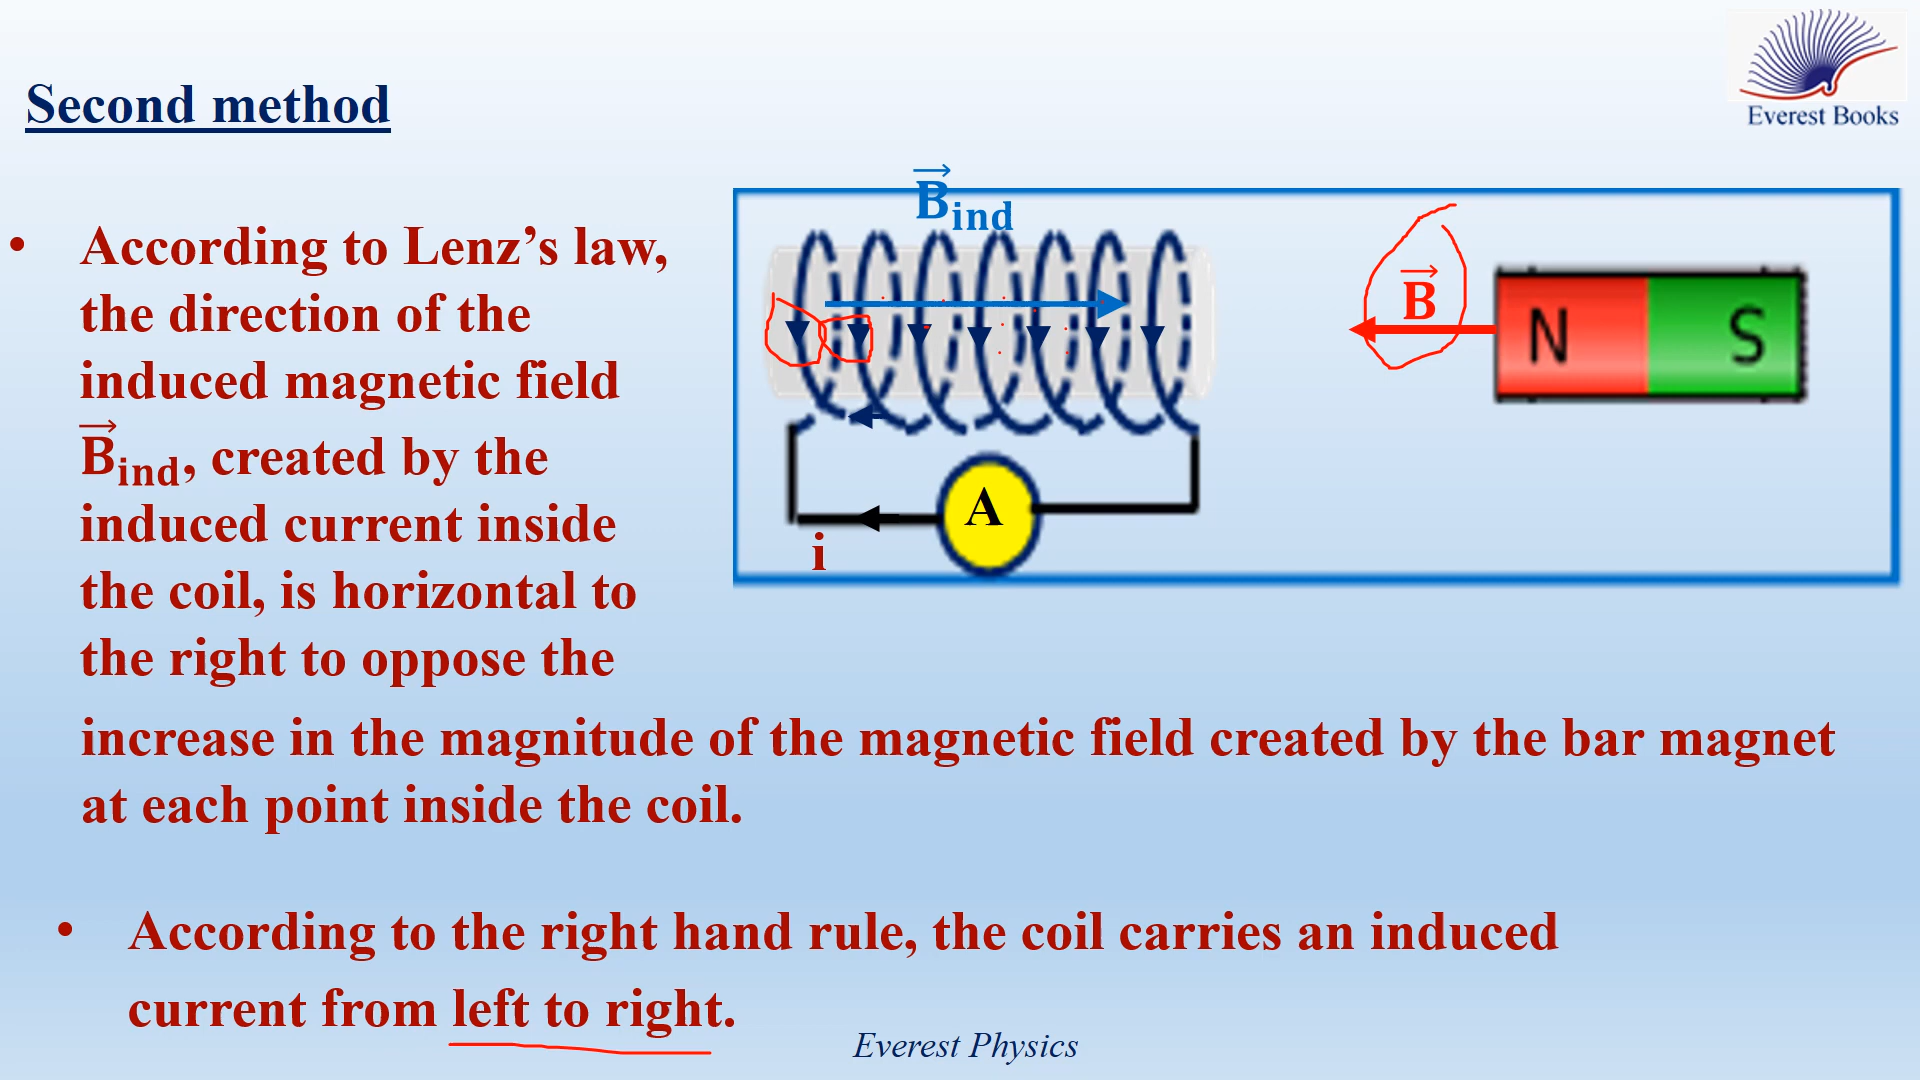 Second method
Everest Books
• According to Lenz’s law,
the direction of the
induced magnetic field
B⃗ind, created by the
induced current inside
the coil, is horizontal to
the right to oppose the
increase in the magnitude of the magnetic field created by the bar magnet
at each point inside the coil.
B⃗ind
B⃗
N S
A
i
• According to the right hand rule, the coil carries an induced
current from left to right.
Everest Physics